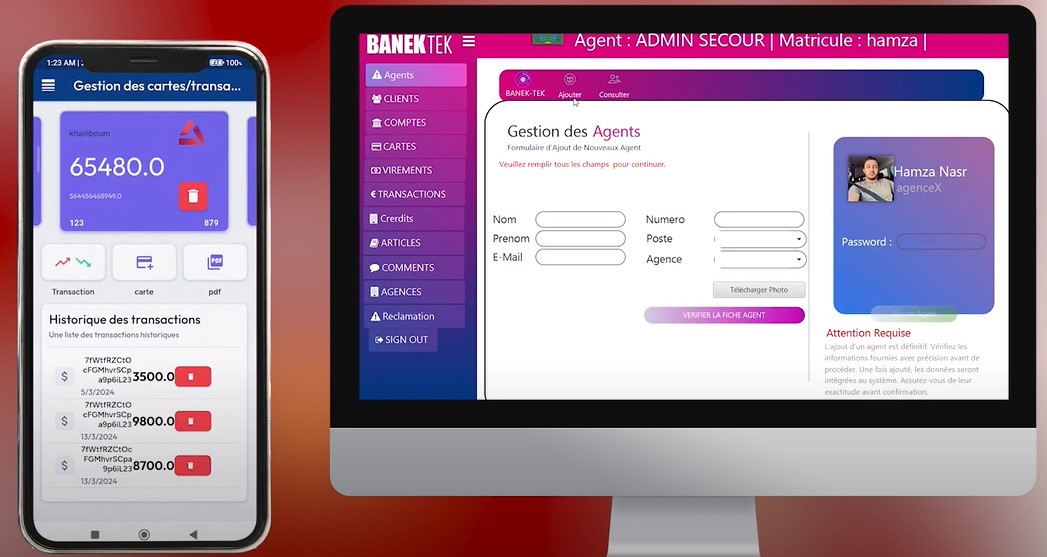 1:23 AM |
100
Gestion des cartes/transa...
khalilboum
65480.0
564456468949.0
123
879
Transaction
carte
PDF
pdf
Historique des transactions
Une liste des transactions historiques
$
7fWtfRZCtO
cFGMhvrSCp
a9p6iL23
3500.0
5/3/2024
$
7fWtfRZCtO
cFGMhvrSCp
a9p6iL23
9800.0
13/3/2024
$
7fWtfRZCtOc
FGMhvrSCpa
9p6iL23
8700.0
13/3/2024
BANEKTEK
Agent : ADMIN SECOUR | Matricule : hamza |
Agents
CLIENTS
COMPTES
CARTES
VIREMENTS
€ TRANSACTIONS
Crerdits
ARTICLES
COMMENTS
AGENCES
Reclamation
SIGN OUT
BANEK-TEK
Ajouter
Consulter
Gestion des Agents
Formulaire d'Ajout de Nouveaux Agent
Veuillez remplir tous les champs pour continuer.
Nom
Prenom
E-Mail
Numero
Poste
Agence
Télécharger Photo
VERIFIER LA FICHE AGENT
Hamza Nasr
agenceX
Password :
Attention Requise
L'ajout d'un agent est définitif. Vérifiez les
informations fournies avec précision avant de
procéder. Une fois ajouté, les données seront
intégrées au système. Assurez-vous de leur
exactitude avant confirmation.